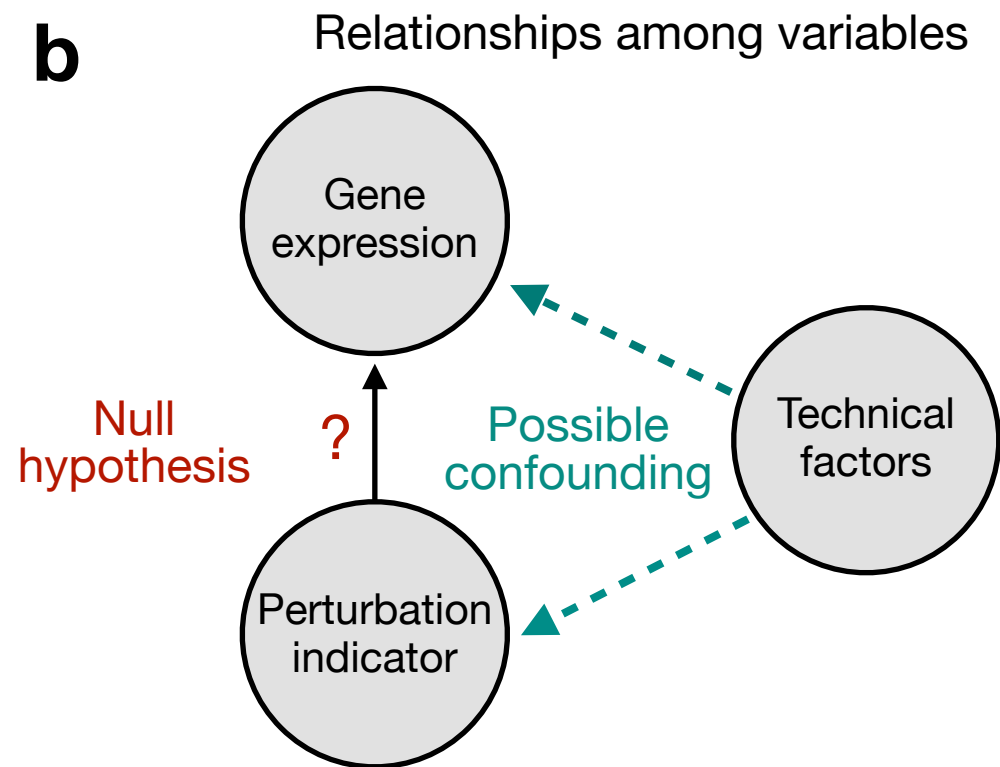 b
Relationships among variables
Gene
expression
Null
hypothesis
?
Possible
confounding
Technical
factors
Perturbation
indicator